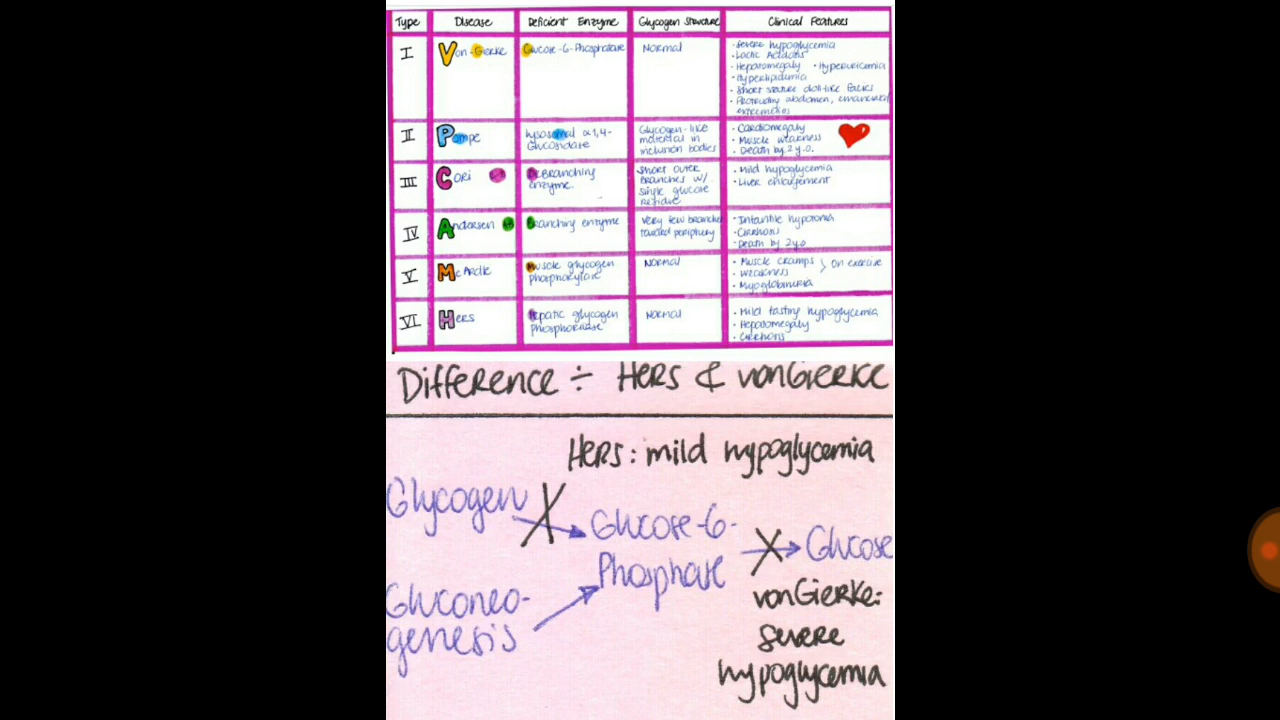 Type Disease Deficient Enzyme Glycogen Structure Clinical Features
I Von-Gierke Glucose-6-Phosphatase Normal
· Severe hypoglycemia
· Lactic Acidosis
· Hepatomegaly · Hyperuricemia
· Hyperlipidemia
· Short stature doll-like facies
· Protruding abdomen, emaciated
extremities
II Pompe
Lysosomal α1,4-
Glucosidase
Glycogen-like
material in
inclusion bodies
· Cardiomegaly
· Muscle weakness
· Death by 2 y.o.
III Cori
Debranching
enzyme
Short outer
branches w/
single glucose
residue
· Mild hypoglycemia
· Liver enlargement
IV Andersen
Branching enzyme
Very few branches
toward periphery
· Infantile hypotonia
· Cirrhosis
· Death by 2 y.o
V McArdle
Muscle glycogen
phosphorylase
Normal
· Muscle cramps } on exercise
· Weakness
· Myoglobinuria
VI Hers
Hepatic glycogen
phosphorylase
Normal
· Mild fasting hypoglycemia
· Hepatomegaly
· Cirrhosis
Difference ÷ Hers & vonGierke
Hers: mild hypoglycemia
Glycogen
Glucose-6-
Phosphate
Glucose
Gluconeo-
genesis
vonGierke:
severe
hypoglycemia